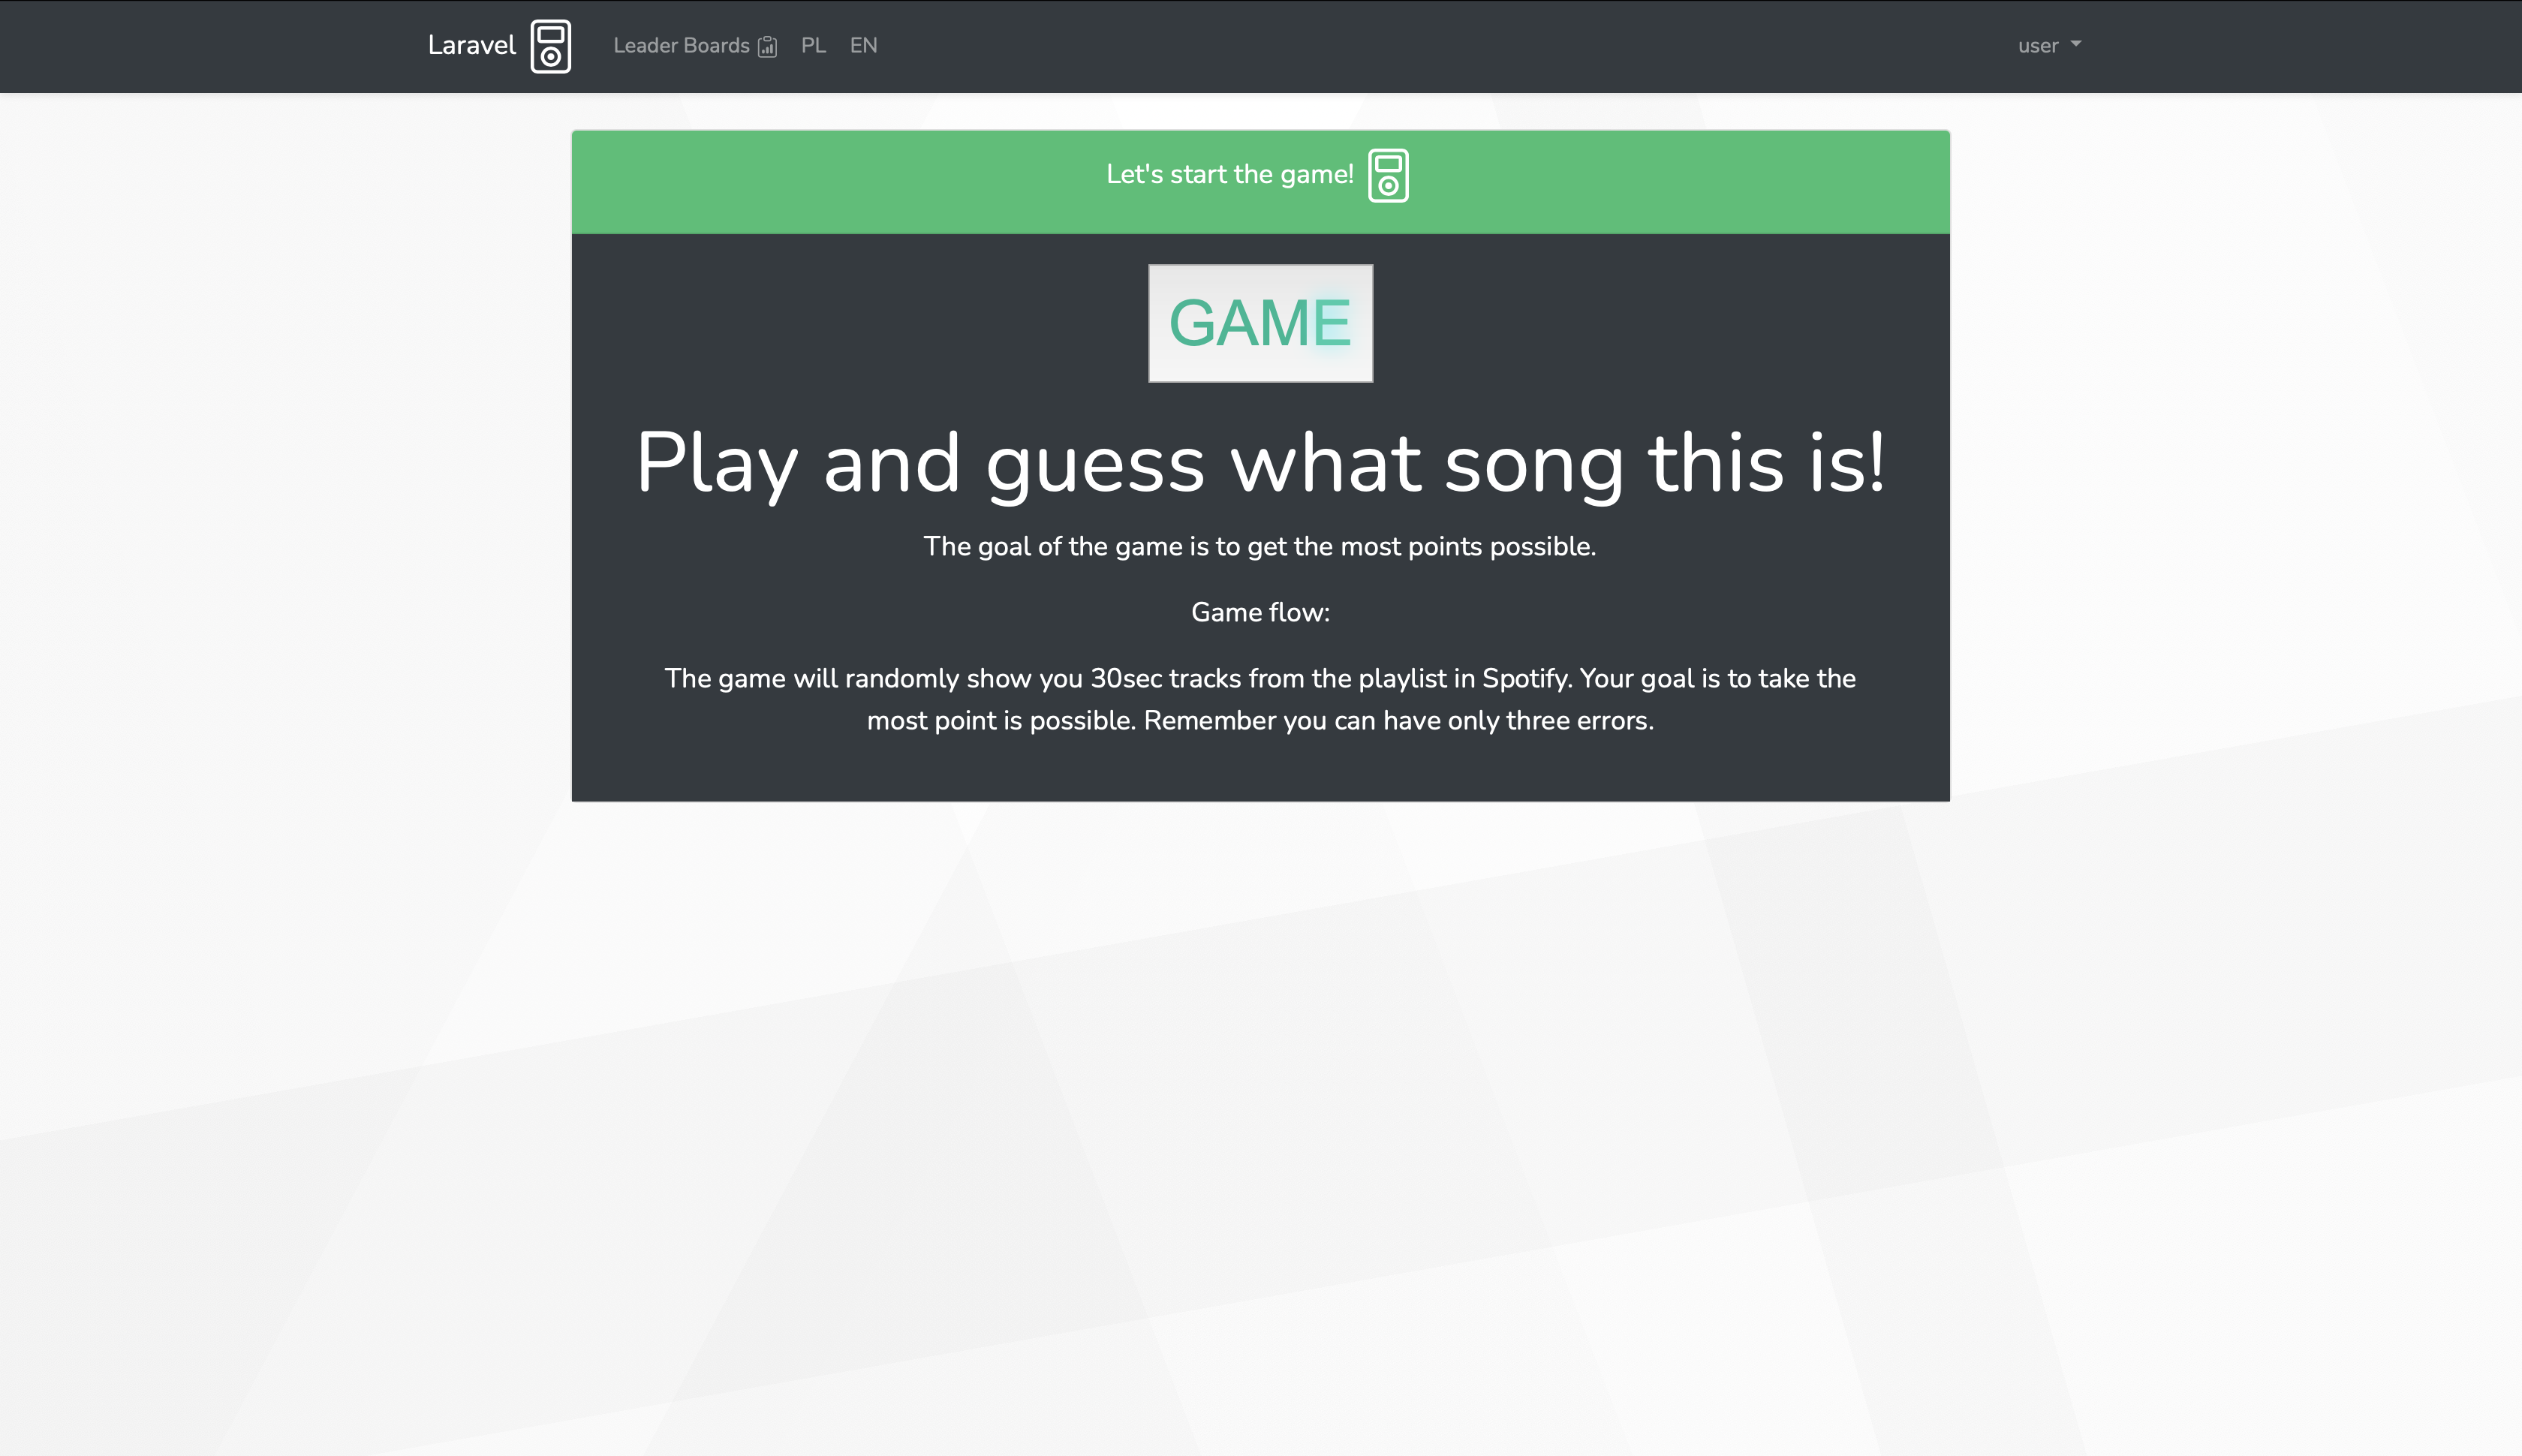 Laravel
Leader Boards
PL
EN
user
Let's start the game!
GAME
Play and guess what song this is!
The goal of the game is to get the most points possible.
Game flow:
The game will randomly show you 30sec tracks from the playlist in Spotify. Your goal is to take the
most point is possible. Remember you can have only three errors.